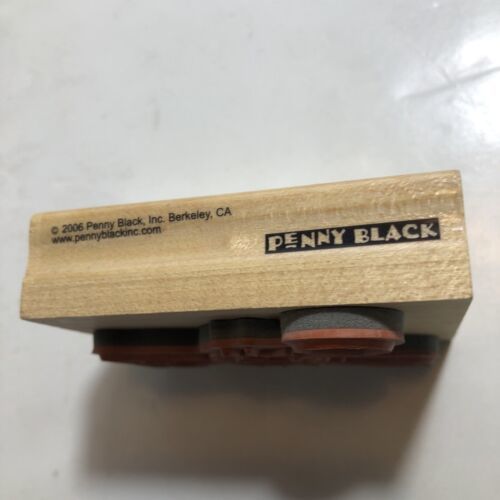 © 2006 Penny Black, Inc. Berkeley, CA
www.pennyblackinc.com
PENNY BLACK